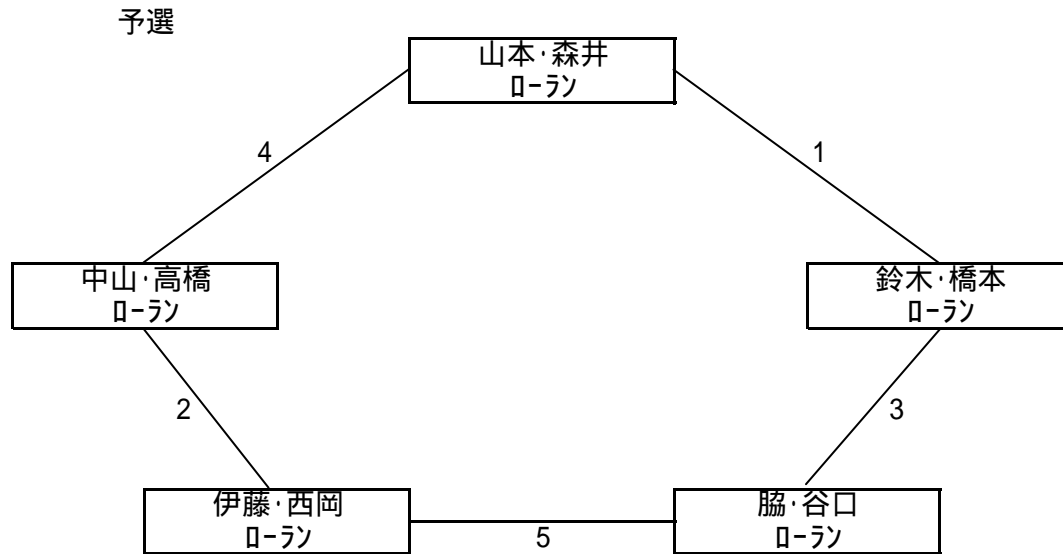 予選
山本･森井
ﾛｰﾗﾝ
4
1
中山･高橋
ﾛｰﾗﾝ
鈴木･橋本
ﾛｰﾗﾝ
2
3
伊藤･西岡
ﾛｰﾗﾝ
5
脇･谷口
ﾛｰﾗﾝ